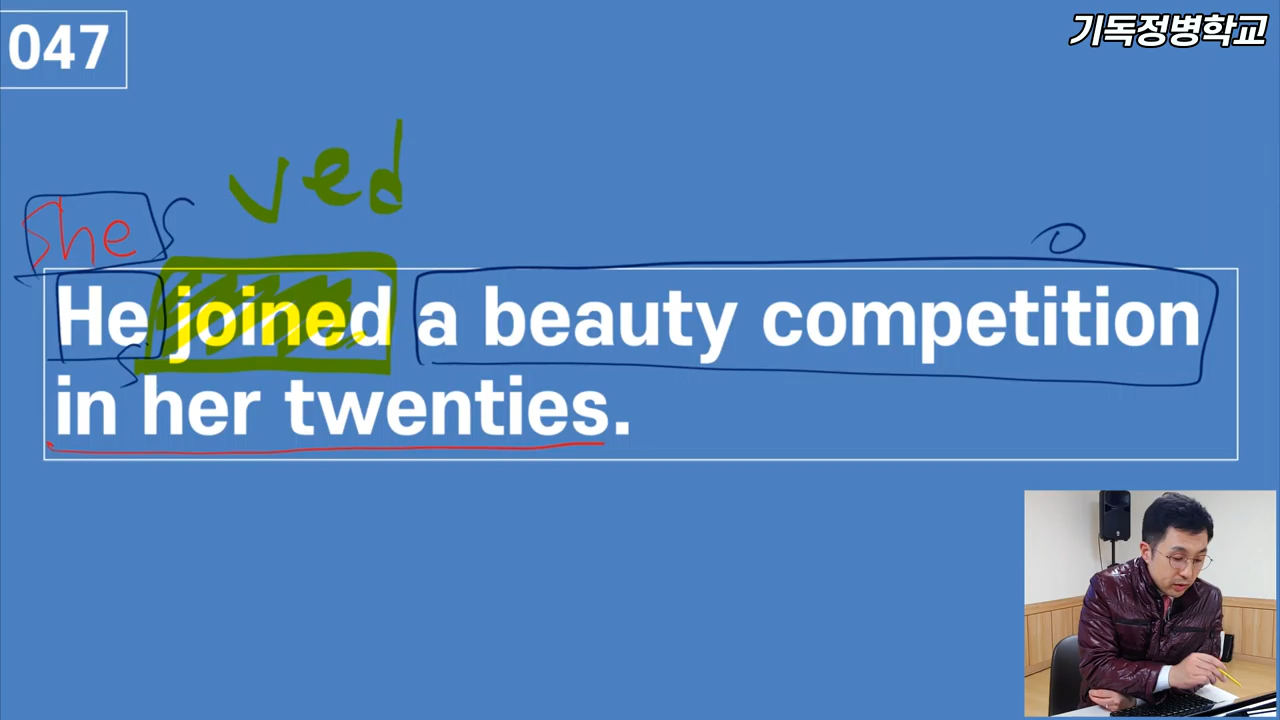 047
기독정병학교
ved
she s
He joined a beauty competition
s
o
in her twenties.